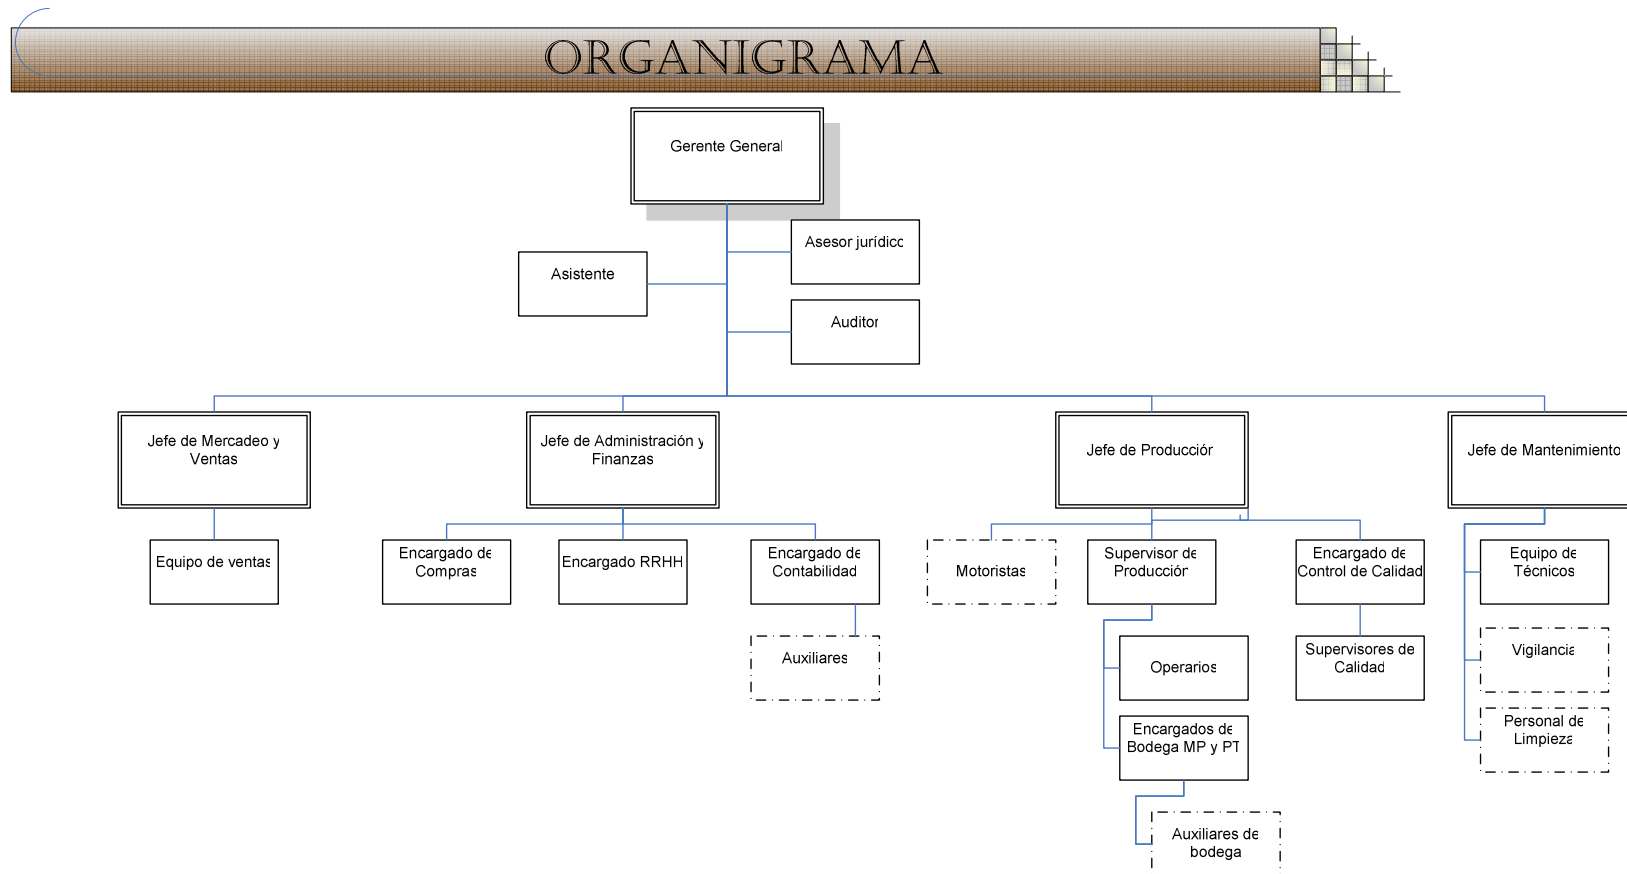 ORGANIGRAMA
Gerente General
Asesor jurídico
Asistente
Auditor
Jefe de Mercadeo y
Ventas
Jefe de Administración y
Finanzas
Jefe de Producción
Jefe de Mantenimiento
Equipo de ventas
Encargado de
Compras
Encargado RRHH
Encargado de
Contabilidad
Motoristas
Supervisor de
Producción
Encargado de
Control de Calidad
Equipo de
Técnicos
Auxiliares
Operarios
Supervisores de
Calidad
Vigilancia
Encargados de
Bodega MP y PT
Personal de
Limpieza
Auxiliares de
bodega